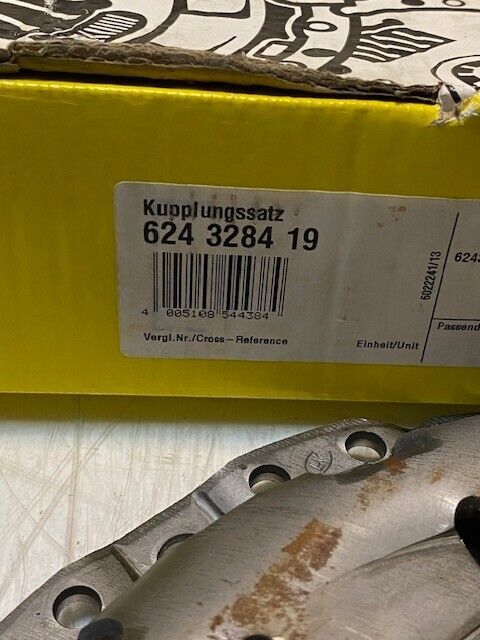 Kupplungssatz
624 3284 19
4 005108 544384
Vergl.Nr./Cross - Reference
Einheit/Unit
6022241/13
624
Passend